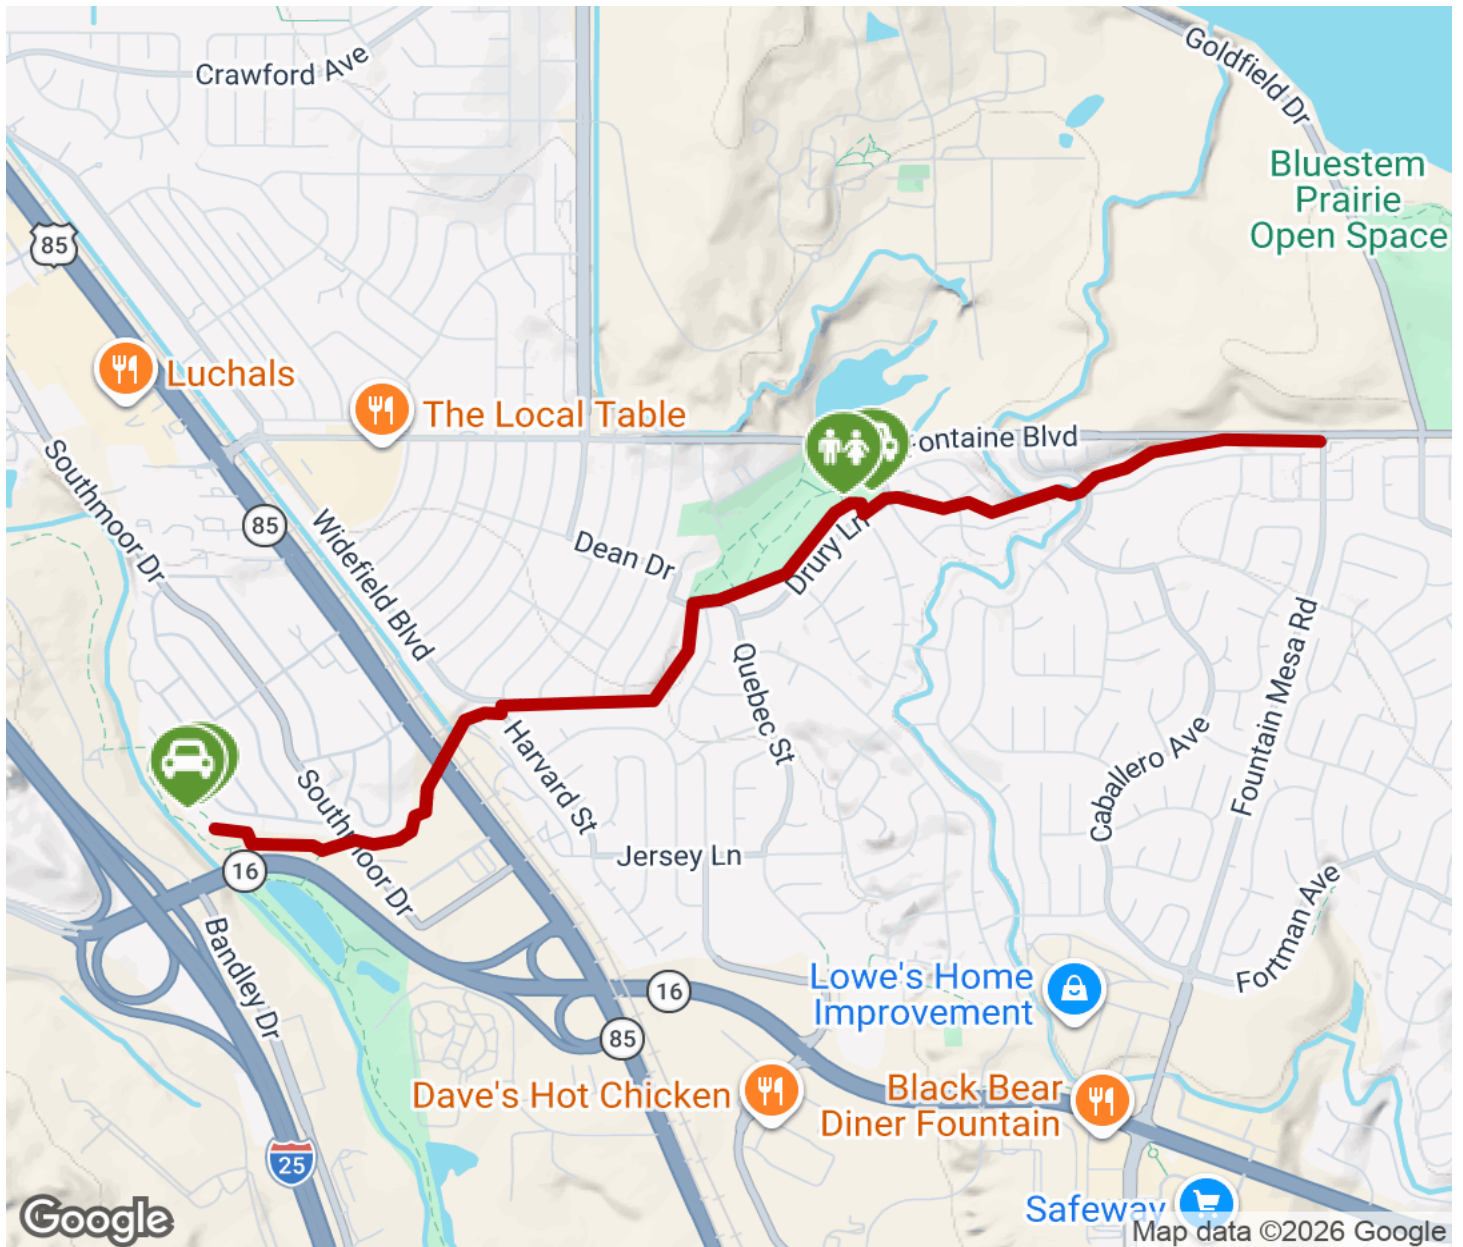 Crawford Ave
Goldfield Dr
Bluestem
Prairie
Open Space
85
Luchals
The Local Table
ontaine Blvd
Southmoor Dr
85
Widefield Blvd
Dean Dr
Drury Ln
Quebec St
Fountain Mesa Rd
Caballero Ave
Harvard St
Southmoor Dr
Jersey Ln
16
Bandley Dr
Fortman Ave
16
Lowe's Home
Improvement
85
Dave's Hot Chicken
Black Bear
Diner Fountain
25
Safeway
Google
Map data ©2026 Google